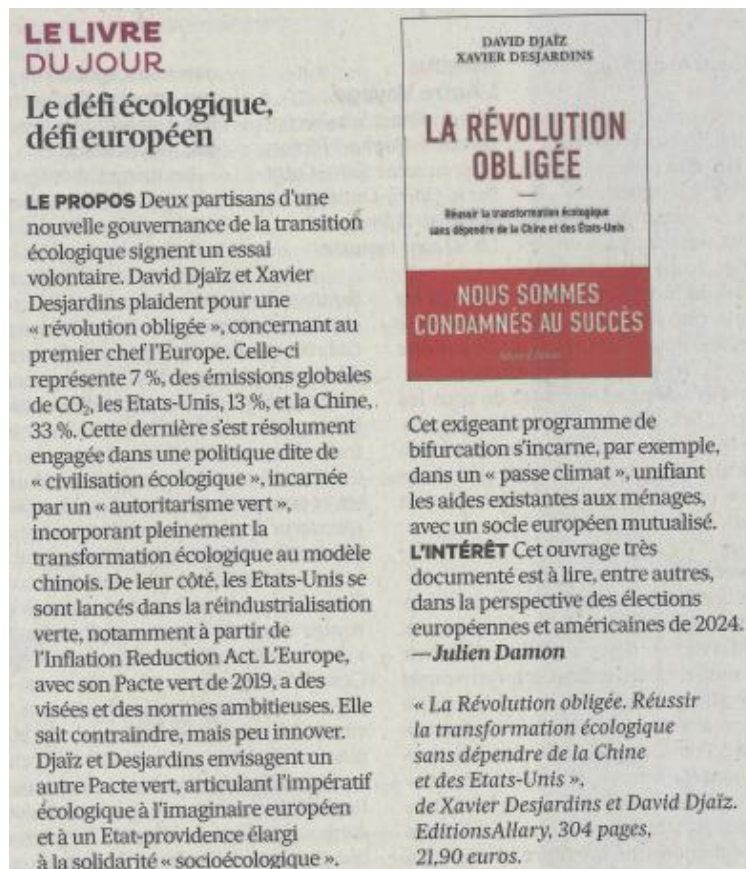 LE LIVRE
DU JOUR
Le défi écologique,
défi européen
LE PROPOS Deux partisans d'une
nouvelle gouvernance de la transition
écologique signent un essai
volontaire. David Djaïz et Xavier
Desjardins plaident pour une
« révolution obligée », concernant au
premier chef l'Europe. Celle-ci
représente 7 %, des émissions globales
de CO₂, les Etats-Unis, 13 %, et la Chine,
33 %. Cette dernière s'est résolument
engagée dans une politique dite de
« civilisation écologique », incarnée
par un « autoritarisme vert »,
incorporant pleinement la
transformation écologique au modèle
chinois. De leur côté, les Etats-Unis se
sont lancés dans la réindustrialisation
verte, notamment à partir de
l'Inflation Reduction Act. L'Europe,
avec son Pacte vert de 2019, a des
visées et des normes ambitieuses. Elle
sait contraindre, mais peu innover.
Djaïz et Desjardins envisagent un
autre Pacte vert, articulant l'impératif
écologique à l'imaginaire européen
et à un Etat-providence élargi
à la solidarité « socioécologique ».
DAVID DJAÏZ
XAVIER DESJARDINS
LA RÉVOLUTION
OBLIGÉE
Réussir la transformation écologique
sans dépendre de la Chine et des États-Unis
NOUS SOMMES
CONDAMNÉS AU SUCCÈS
Cet exigeant programme de
bifurcation s'incarne, par exemple,
dans un « passe climat », unifiant
les aides existantes aux ménages,
avec un socle européen mutualisé.
L'INTÉRÊT Cet ouvrage très
documenté est à lire, entre autres,
dans la perspective des élections
européennes et américaines de 2024.
—Julien Damon
« La Révolution obligée. Réussir
la transformation écologique
sans dépendre de la Chine
et des Etats-Unis »,
de Xavier Desjardins et David Djaïz.
EditionsAllary, 304 pages,
21,90 euros.